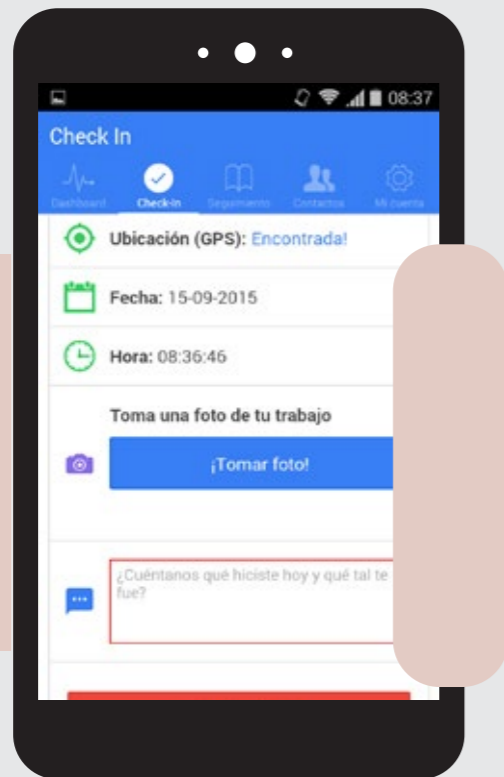 08:37
Check In
Dashboard Check-in Seguimiento Contactos Mi cuenta
Ubicación (GPS): Encontrada!
Fecha: 15-09-2015
Hora: 08:36:46
Toma una foto de tu trabajo
¡Tomar foto!
¿Cuéntanos qué hiciste hoy y qué tal te
fue?